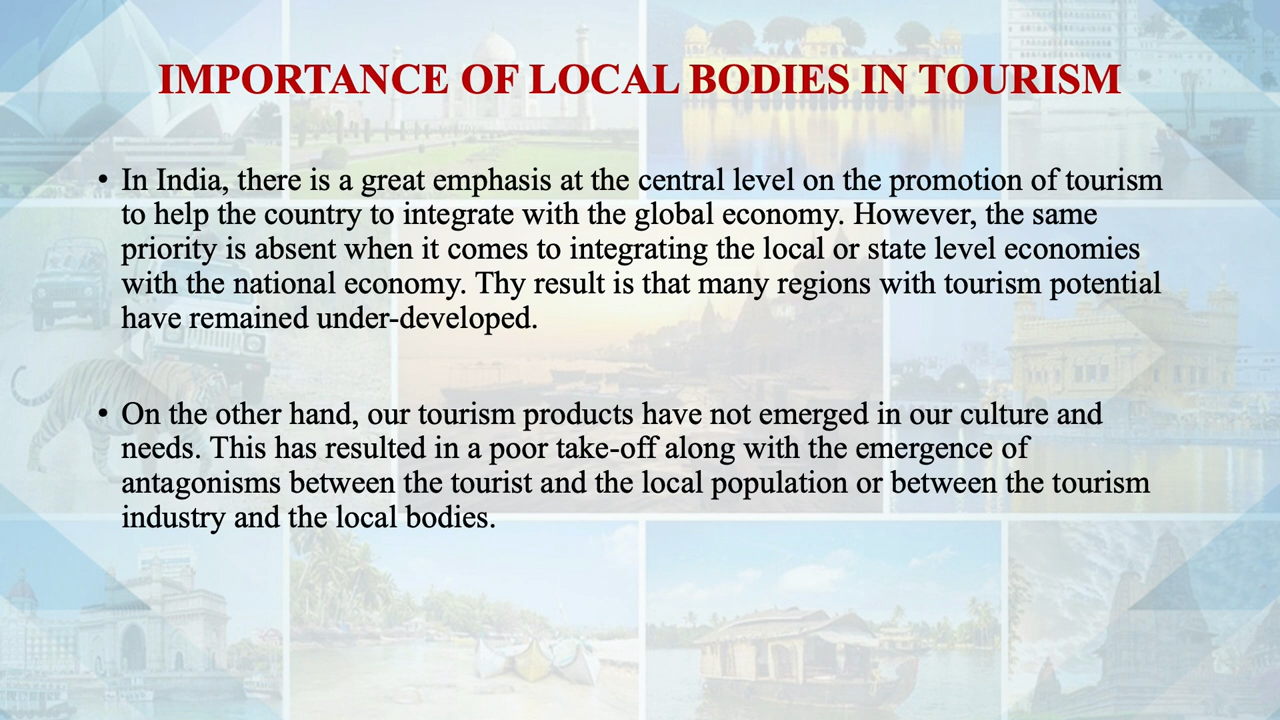 IMPORTANCE OF LOCAL BODIES IN TOURISM
• In India, there is a great emphasis at the central level on the promotion of tourism
to help the country to integrate with the global economy. However, the same
priority is absent when it comes to integrating the local or state level economies
with the national economy. Thy result is that many regions with tourism potential
have remained under-developed.
• On the other hand, our tourism products have not emerged in our culture and
needs. This has resulted in a poor take-off along with the emergence of
antagonisms between the tourist and the local population or between the tourism
industry and the local bodies.